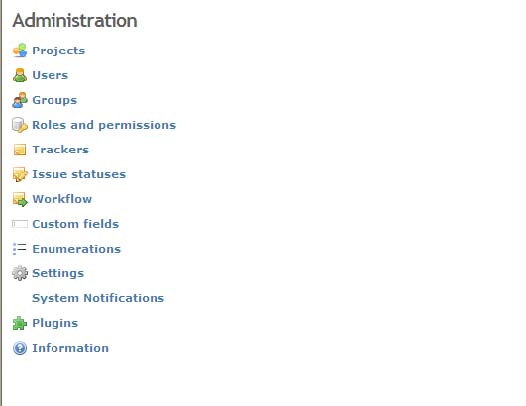 Administration
Projects
Users
Groups
Roles and permissions
Trackers
Issue statuses
Workflow
Custom fields
Enumerations
Settings
System Notifications
Plugins
Information